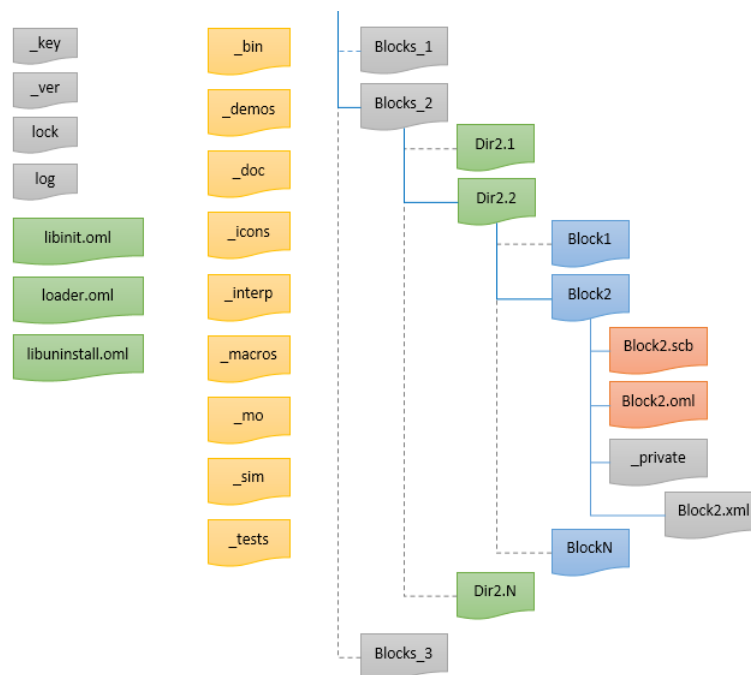 _key
_ver
lock
log
libinit.oml
loader.oml
libuninstall.oml
_bin
_demos
_doc
_icons
_interp
_macros
_mo
_sim
_tests
Blocks_1
Blocks_2
Dir2.1
Dir2.2
Block1
Block2
Block2.scb
Block2.oml
_private
Block2.xml
BlockN
Dir2.N
Blocks_3